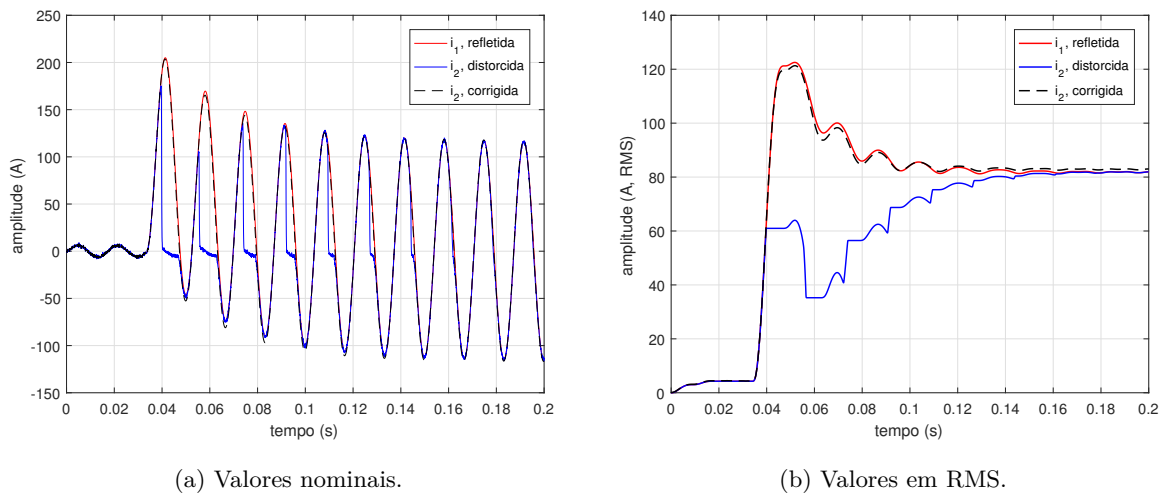 250
200
150
100
50
0
-50
-100
-150
0 0.02 0.04 0.06 0.08 0.1 0.12 0.14 0.16 0.18 0.2
amplitude (A)
tempo (s)
i1, refletida
i2, distorcida
i2, corrigida
(a) Valores nominais.
140
120
100
80
60
40
20
0
0 0.02 0.04 0.06 0.08 0.1 0.12 0.14 0.16 0.18 0.2
amplitude (A, RMS)
tempo (s)
i1, refletida
i2, distorcida
i2, corrigida
(b) Valores em RMS.